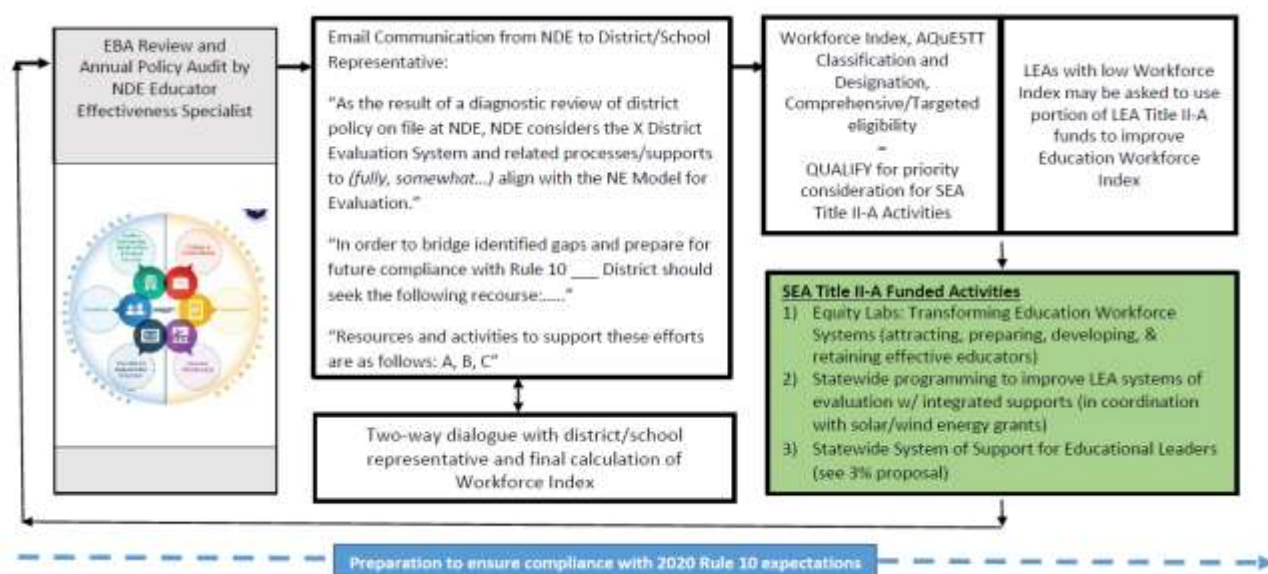 EBA Review and
Annual Policy Audit by
NDE Educator
Effectiveness Specialist
Email Communication from NDE to District/School
Representative:
“As the result of a diagnostic review of district
policy on file at NDE, NDE considers the X District
Evaluation System and related processes/supports
to (fully, somewhat...) align with the NE Model for
Evaluation.”
“In order to bridge identified gaps and prepare for
future compliance with Rule 10 ___ District should
seek the following recourse:.....”
“Resources and activities to support these efforts
are as follows: A, B, C”
Two-way dialogue with district/school
representative and final calculation of
Workforce Index
Workforce Index, AQuESTT
Classification and
Designation,
Comprehensive/Targeted
eligibility
=
QUALIFY for priority
consideration for SEA
Title II-A Activities
LEAs with low Workforce
Index may be asked to use
portion of LEA Title II-A
funds to improve
Education Workforce
Index
SEA Title II-A Funded Activities
1) Equity Labs: Transforming Education Workforce
Systems (attracting, preparing, developing, &
retaining effective educators)
2) Statewide programming to improve LEA systems of
evaluation w/ integrated supports (in coordination
with solar/wind energy grants)
3) Statewide System of Support for Educational Leaders
(see 3% proposal)
Preparation to ensure compliance with 2020 Rule 10 expectations